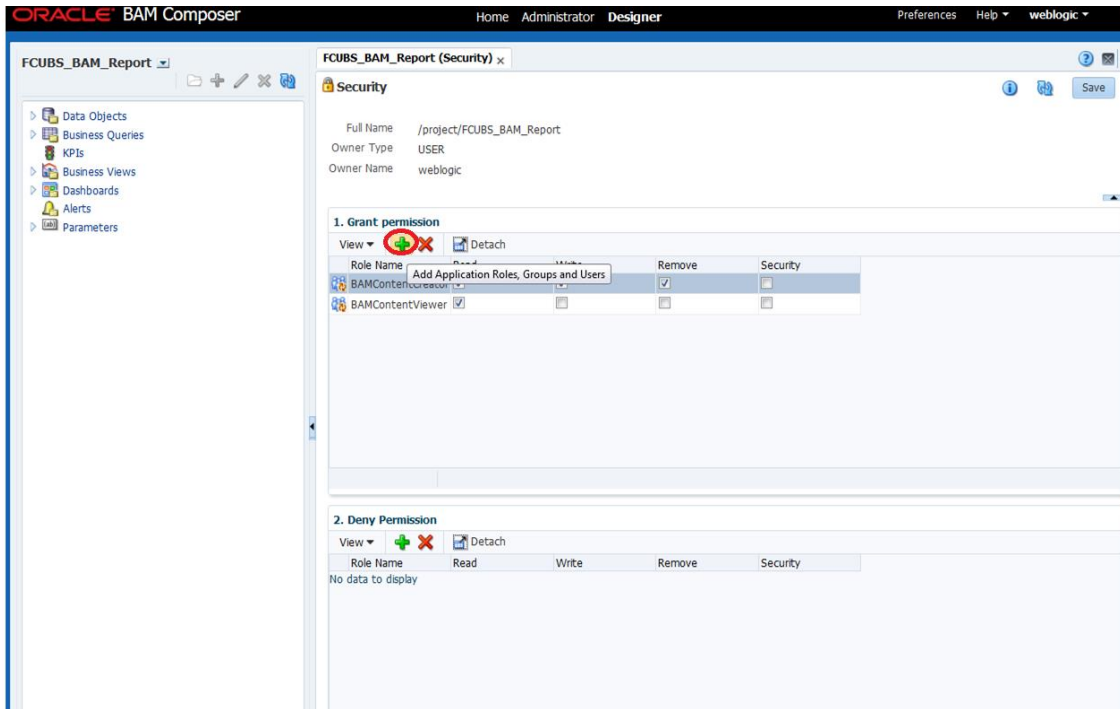 ORACLE BAM Composer
Home Administrator Designer
Preferences Help weblogic
FCUBS_BAM_Report
Data Objects
Business Queries
KPIs
Business Views
Dashboards
Alerts
Parameters
FCUBS_BAM_Report (Security)
Security
Save
Full Name /project/FCUBS_BAM_Report
Owner Type USER
Owner Name weblogic
1. Grant permission
View Detach
Role Name Remove Security
Add Application Roles, Groups and Users
BAMContentCreator
BAMContentViewer
2. Deny Permission
View Detach
Role Name Read Write Remove Security
No data to display